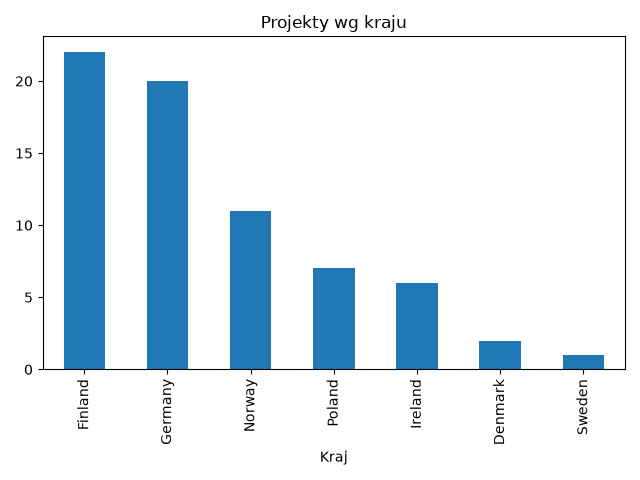 Projekty wg kraju
20
15
10
5
0
Finland
Germany
Norway
Poland
Ireland
Denmark
Sweden
Kraj